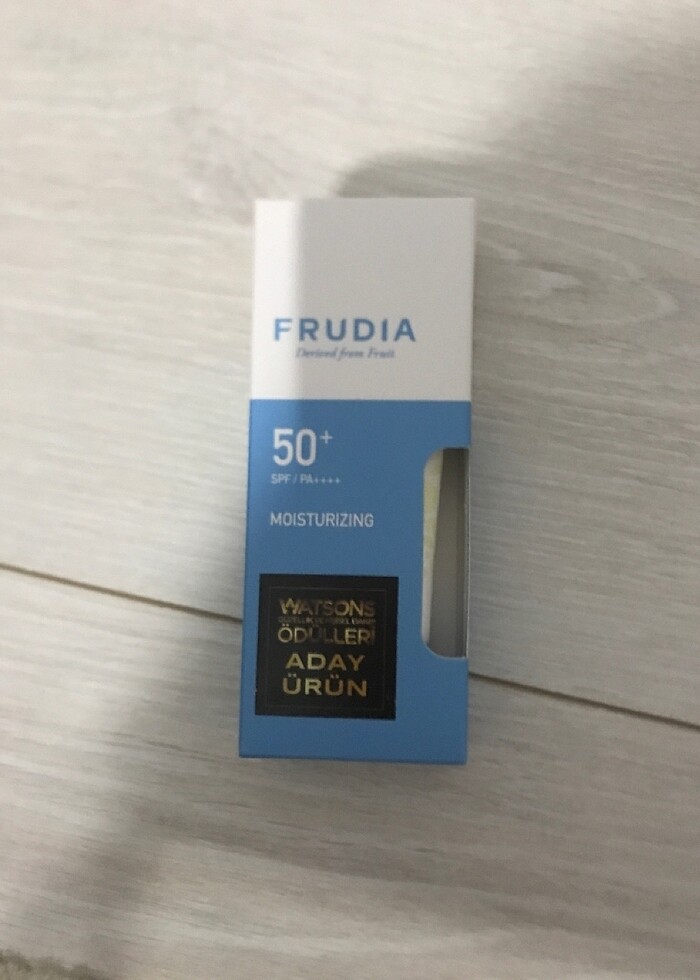 FRUDIA
Derived from Fruit
50+
SPF / PA++++
MOISTURIZING
WATSONS
ÖDÜLLERİ
ADAY
ÜRÜN